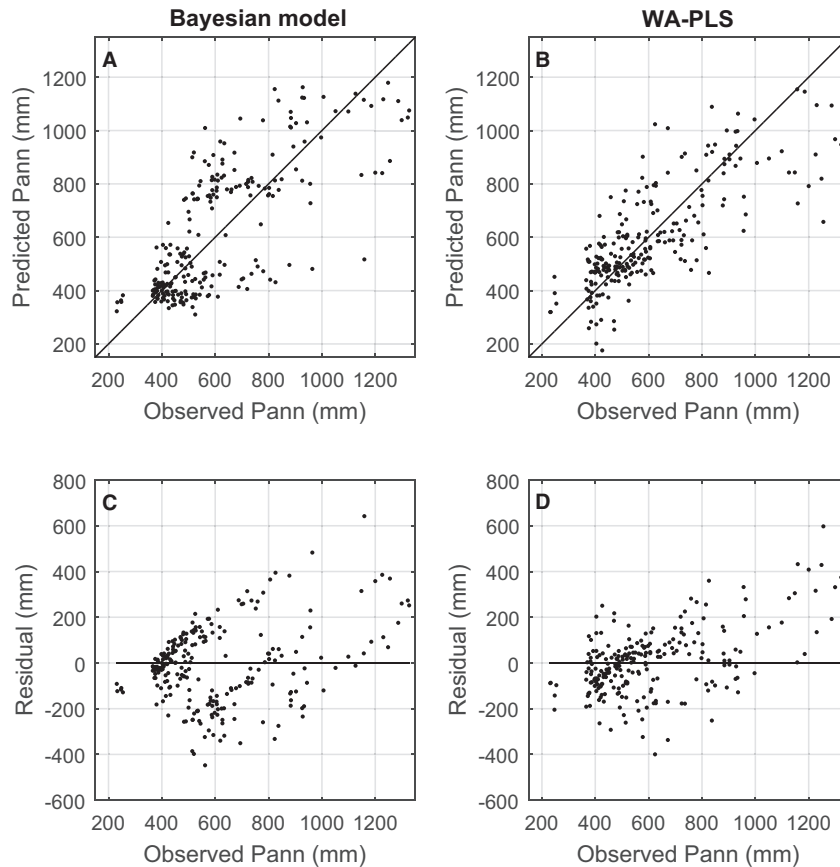 Bayesian model
WA-PLS
A
1200
1000
800
600
400
200
Predicted Pann (mm)
200 400 600 800 1000 1200
Observed Pann (mm)
B
1200
1000
800
600
400
200
Predicted Pann (mm)
200 400 600 800 1000 1200
Observed Pann (mm)
C
800
600
400
200
0
-200
-400
-600
Residual (mm)
200 400 600 800 1000 1200
Observed Pann (mm)
D
800
600
400
200
0
-200
-400
-600
Residual (mm)
200 400 600 800 1000 1200
Observed Pann (mm)